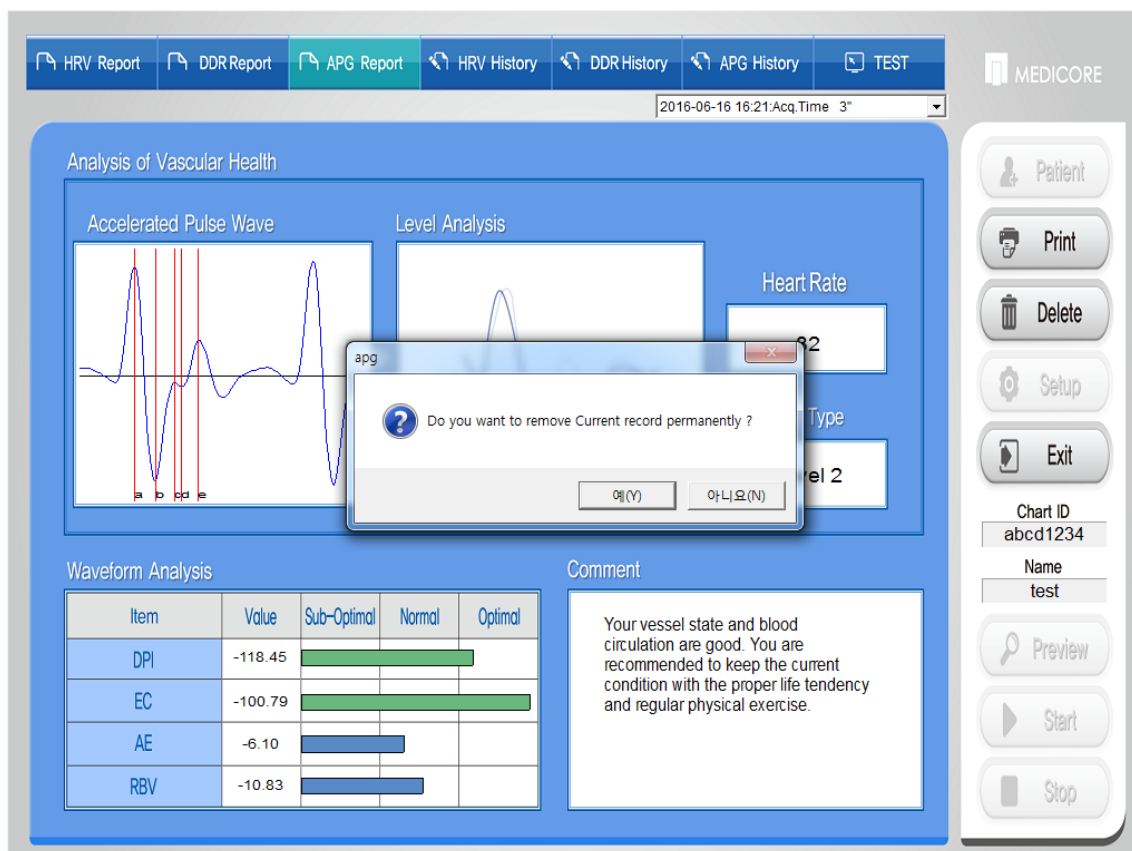 HRV Report
DDR Report
APG Report
HRV History
DDR History
APG History
TEST
MEDICORE
2016-06-16 16:21:Acq.Time 3"
Analysis of Vascular Health
Accelerated Pulse Wave
Level Analysis
a b c d e
Heart Rate
Type
2
apg
Do you want to remove Current record permanently ?
예(Y)
아니요(N)
Patient
Print
Delete
Setup
Exit
Chart ID
abcd1234
Name
test
Preview
Start
Stop
Waveform Analysis
Item Value Sub-Optimal Normal Optimal
DPI -118.45
EC -100.79
AE -6.10
RBV -10.83
Comment
Your vessel state and blood
circulation are good. You are
recommended to keep the current
condition with the proper life tendency
and regular physical exercise.